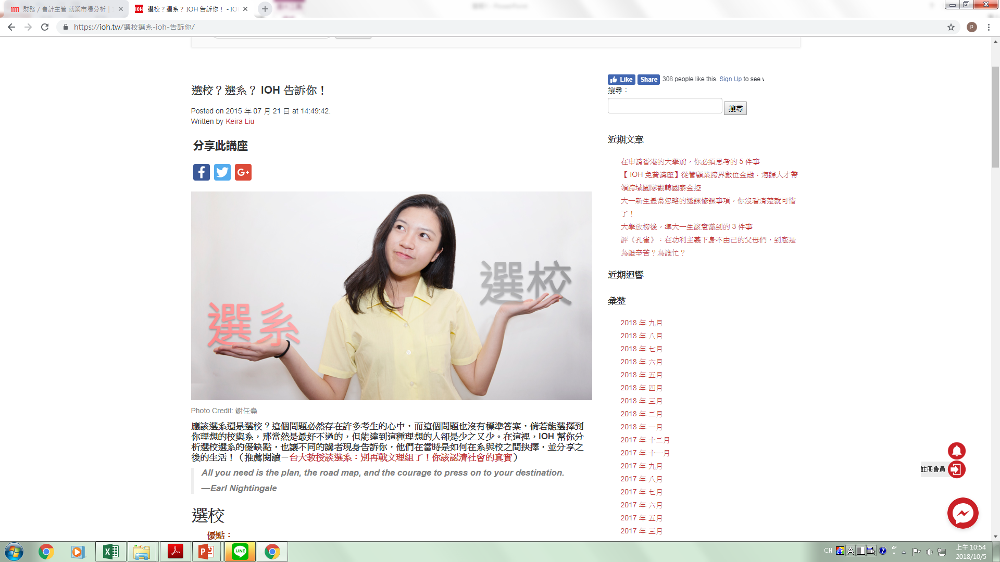 財務 / 會計主管 就業市場分析｜
選校？選系？ IOH 告訴你！ - IO
https://ioh.tw/選校選系-ioh-告訴你/
p
選校？選系？ IOH 告訴你！
Posted on 2015 年 07 月 21 日 at 14:49:42.
Written by Keira Liu
分享此講座
選系
選校
Photo Credit: 謝任堯
應該選系還是選校？這個問題必然存在許多考生的心中，而這個問題也沒有標準答案，倘若能選擇到
你理想的校與系，那當然是最好不過的，但能達到這種理想的人卻是少之又少。在這裡，IOH 幫你分
析選校選系的優缺點，也讓不同的講者現身告訴你，他們在當時是如何在系與校之間抉擇，並分享之
後的生活！（推薦閱讀－台大教授談選系：別再戰文理組了！你該認清社會的真實）
All you need is the plan, the road map, and the courage to press on to your destination.
—Earl Nightingale
選校
優點：
Like Share 308 people like this. Sign Up to see
搜尋：
搜尋
近期文章
在申請香港的大學前，你必須思考的 5 件事
【 IOH 免費講座】從管顧業跨界數位金融：海歸人才帶
領跨域團隊翻轉國泰金控
大一新生最常忽略的選課修課事項，你沒看清楚就可惜
了！
大學放榜後，準大一生該意識到的 3 件事
評《孔雀》：在功利主義下身不由己的父母們，到底是
為誰辛苦？為誰忙？
近期迴響
彙整
2018 年 九月
2018 年 八月
2018 年 七月
2018 年 六月
2018 年 五月
2018 年 四月
2018 年 三月
2018 年 二月
2018 年 一月
2017 年 十二月
2017 年 十一月
2017 年 九月
2017 年 八月
2017 年 七月
2017 年 六月
2017 年 五月
2017 年 三月
註冊會員
LINE
CH
上午 10:54
2018/10/5